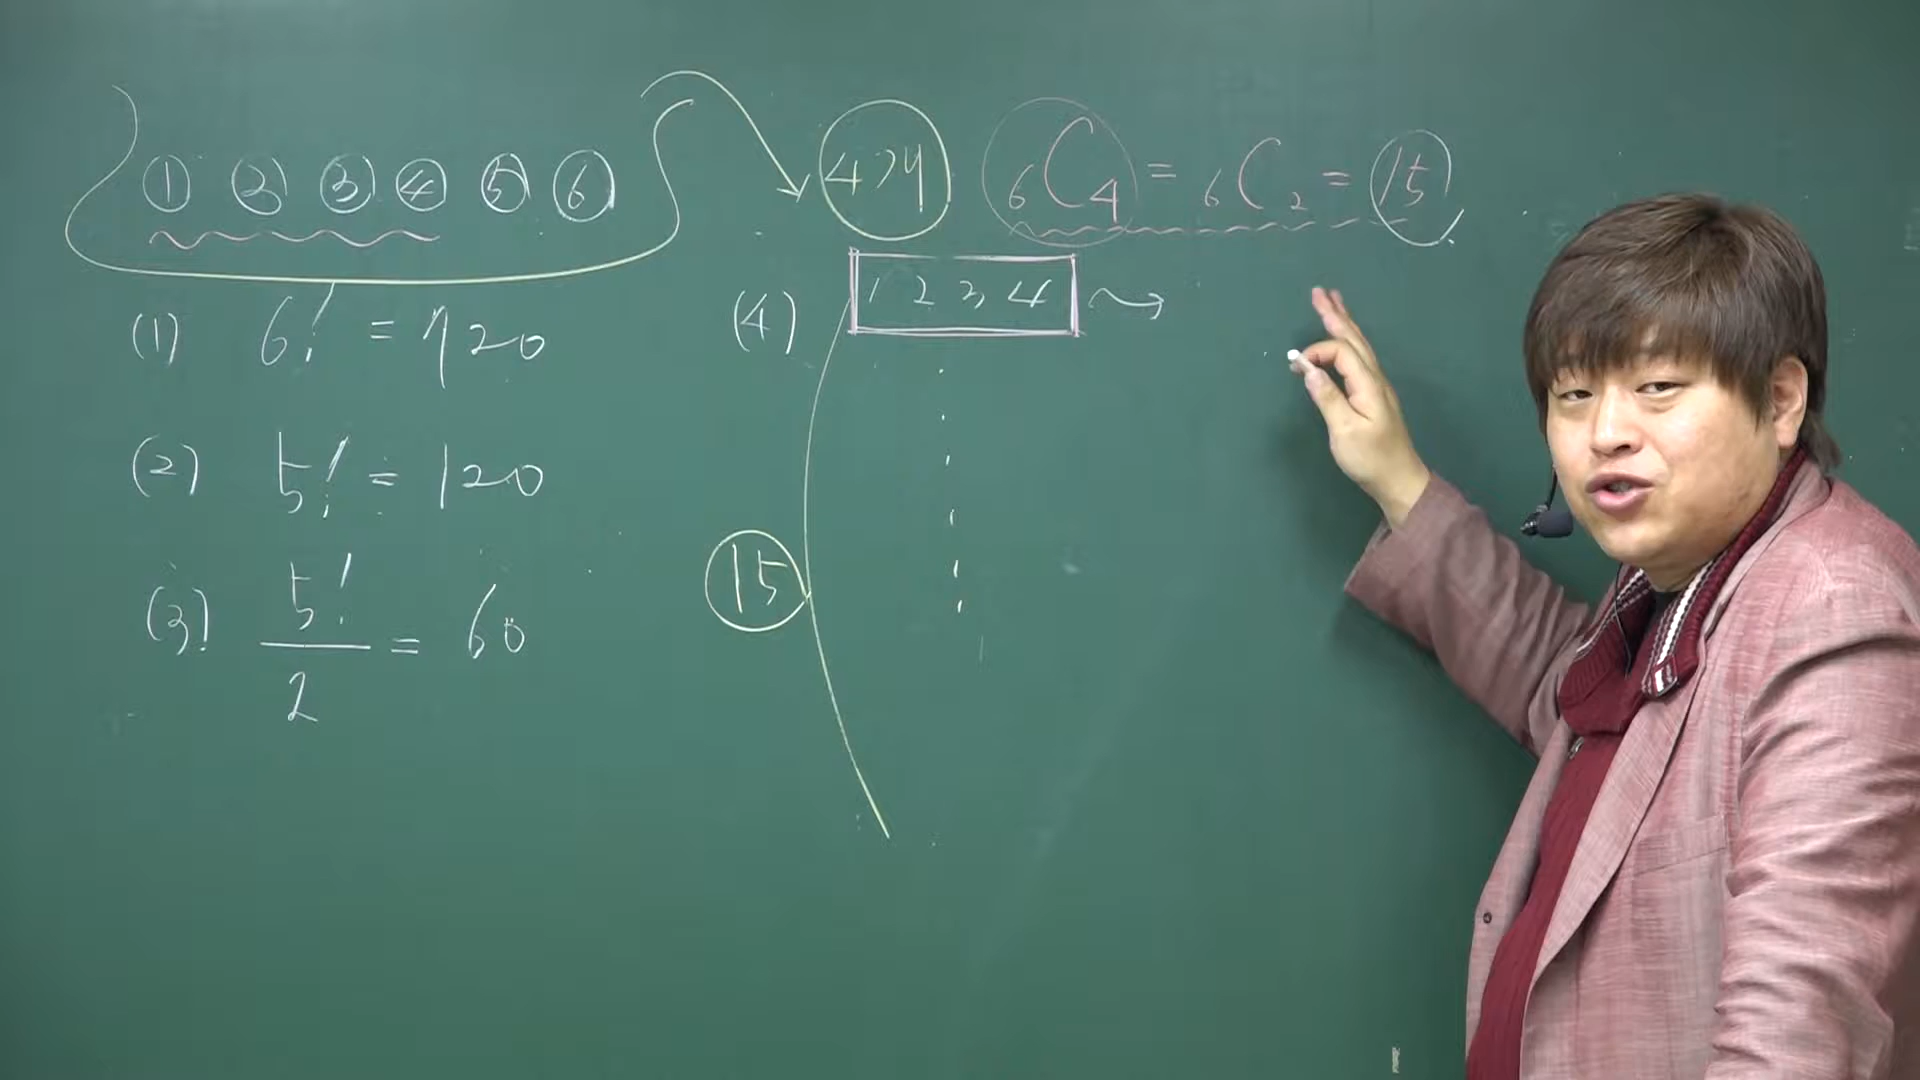 ① ② ③ ④ ⑤ ⑥
(1) 6! = 720
(2) 5! = 120
(3) 5!/2 = 60
4개 ₆C₄ = ₆C₂ = 15
(4) 1 2 3 4
15